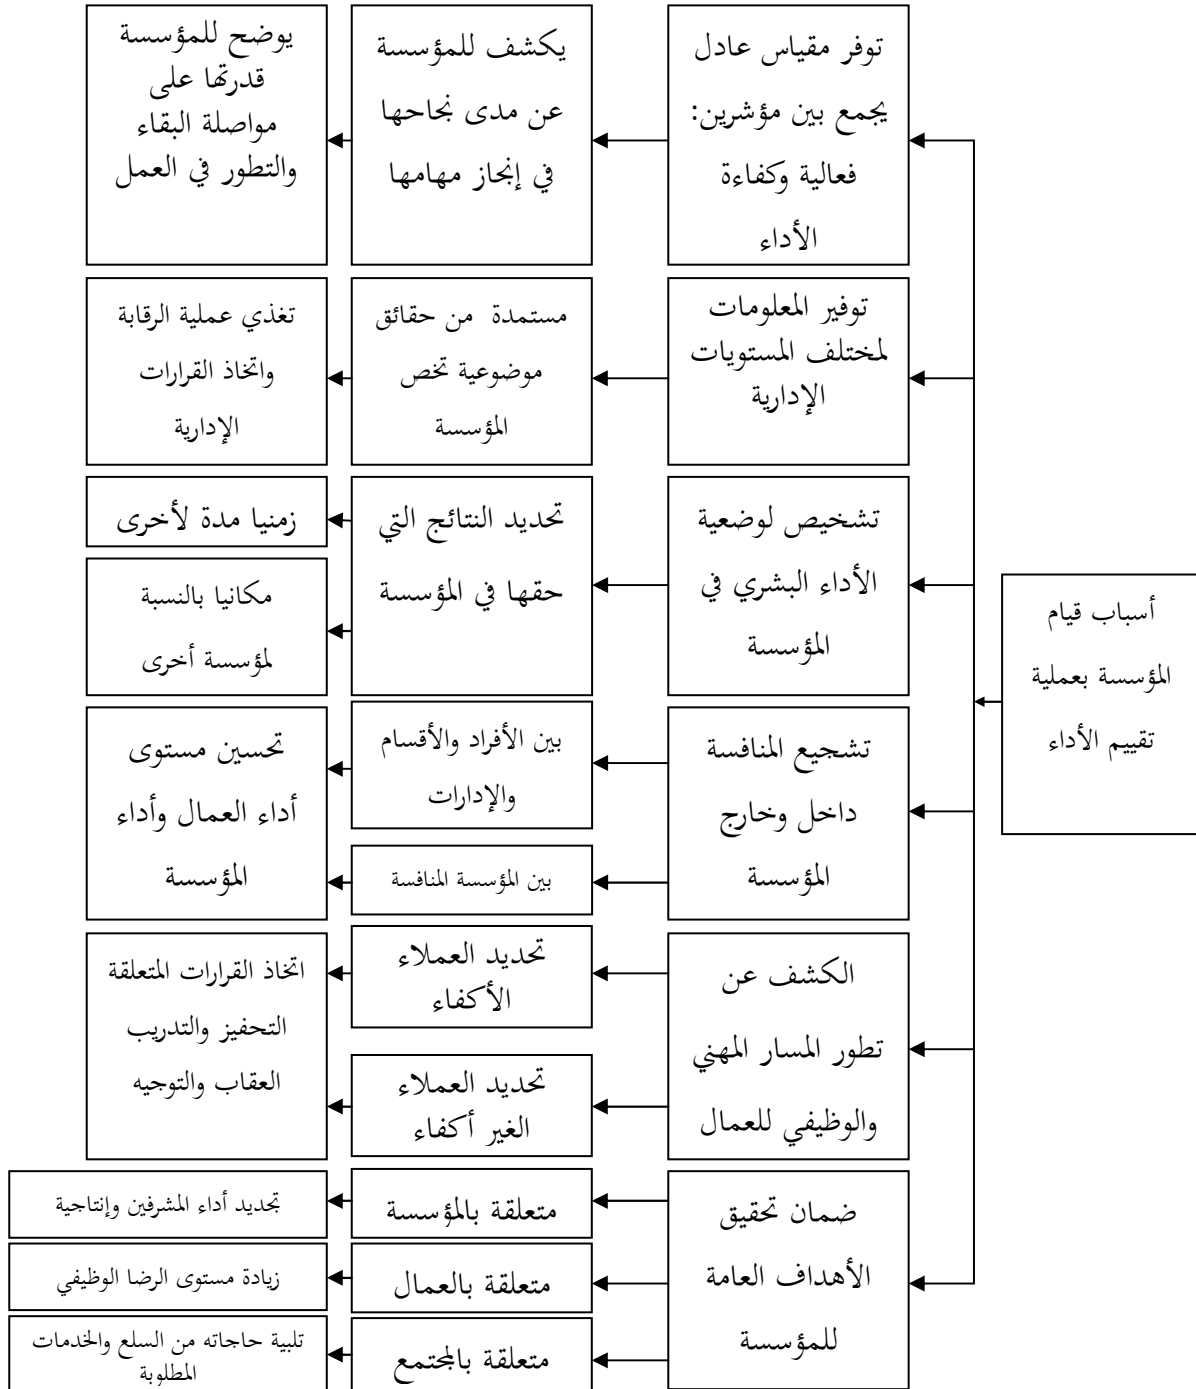 أسباب قيام
المؤسسة بعملية
تقييم الأداء
توفر مقياس عادل
يجمع بين مؤشرين:
فعالية وكفاءة
الأداء
يكشف للمؤسسة
عن مدى نجاحها
في إنجاز مهامها
يوضح للمؤسسة
قدرتها على
مواصلة البقاء
والتطور في العمل
توفير المعلومات
لمختلف المستويات
الإدارية
مستمدة من حقائق
موضوعية تخص
المؤسسة
تغذي عملية الرقابة
واتخاذ القرارات
الإدارية
تشخيص لوضعية
الأداء البشري في
المؤسسة
تحديد النتائج التي
حقها في المؤسسة
زمنيا مدة لأخرى
مكانيا بالنسبة
لمؤسسة أخرى
تشجيع المنافسة
داخل وخارج
المؤسسة
بين الأفراد والأقسام
والإدارات
بين المؤسسة المنافسة
تحسين مستوى
أداء العمال وأداء
المؤسسة
الكشف عن
تطور المسار المهني
والوظيفي للعمال
تحديد العملاء
الأكفاء
تحديد العملاء
الغير أكفاء
اتخاذ القرارات المتعلقة
التحفيز والتدريب
العقاب والتوجيه
ضمان تحقيق
الأهداف العامة
للمؤسسة
متعلقة بالمؤسسة
تحديد أداء المشرفين وإنتاجية
متعلقة بالعمال
زيادة مستوى الرضا الوظيفي
متعلقة بالمجتمع
تلبية حاجاته من السلع والخدمات
المطلوبة